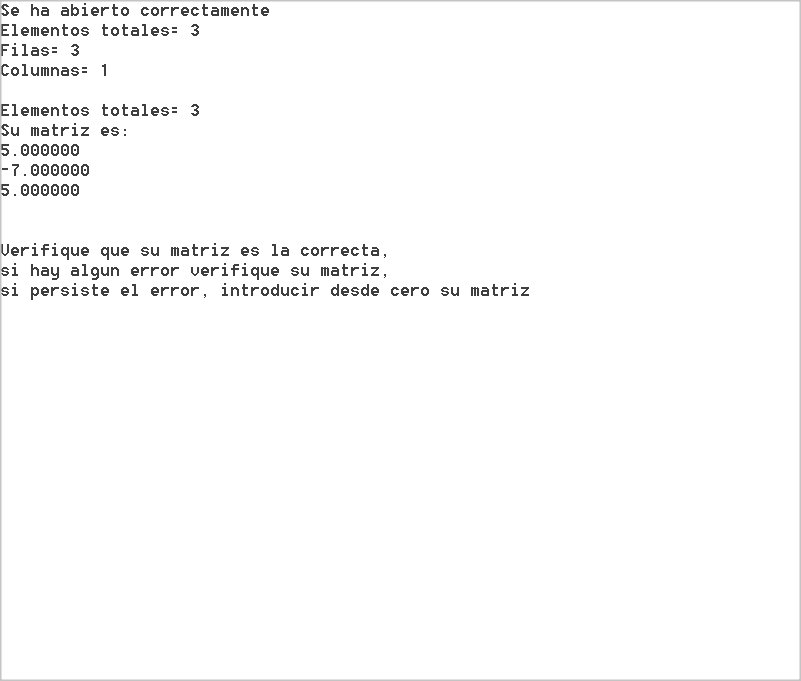 Se ha abierto correctamente
Elementos totales= 3
Filas= 3
Columnas= 1
Elementos totales= 3
Su matriz es:
5.000000
-7.000000
5.000000
Verifique que su matriz es la correcta,
si hay algun error verifique su matriz,
si persiste el error, introducir desde cero su matriz